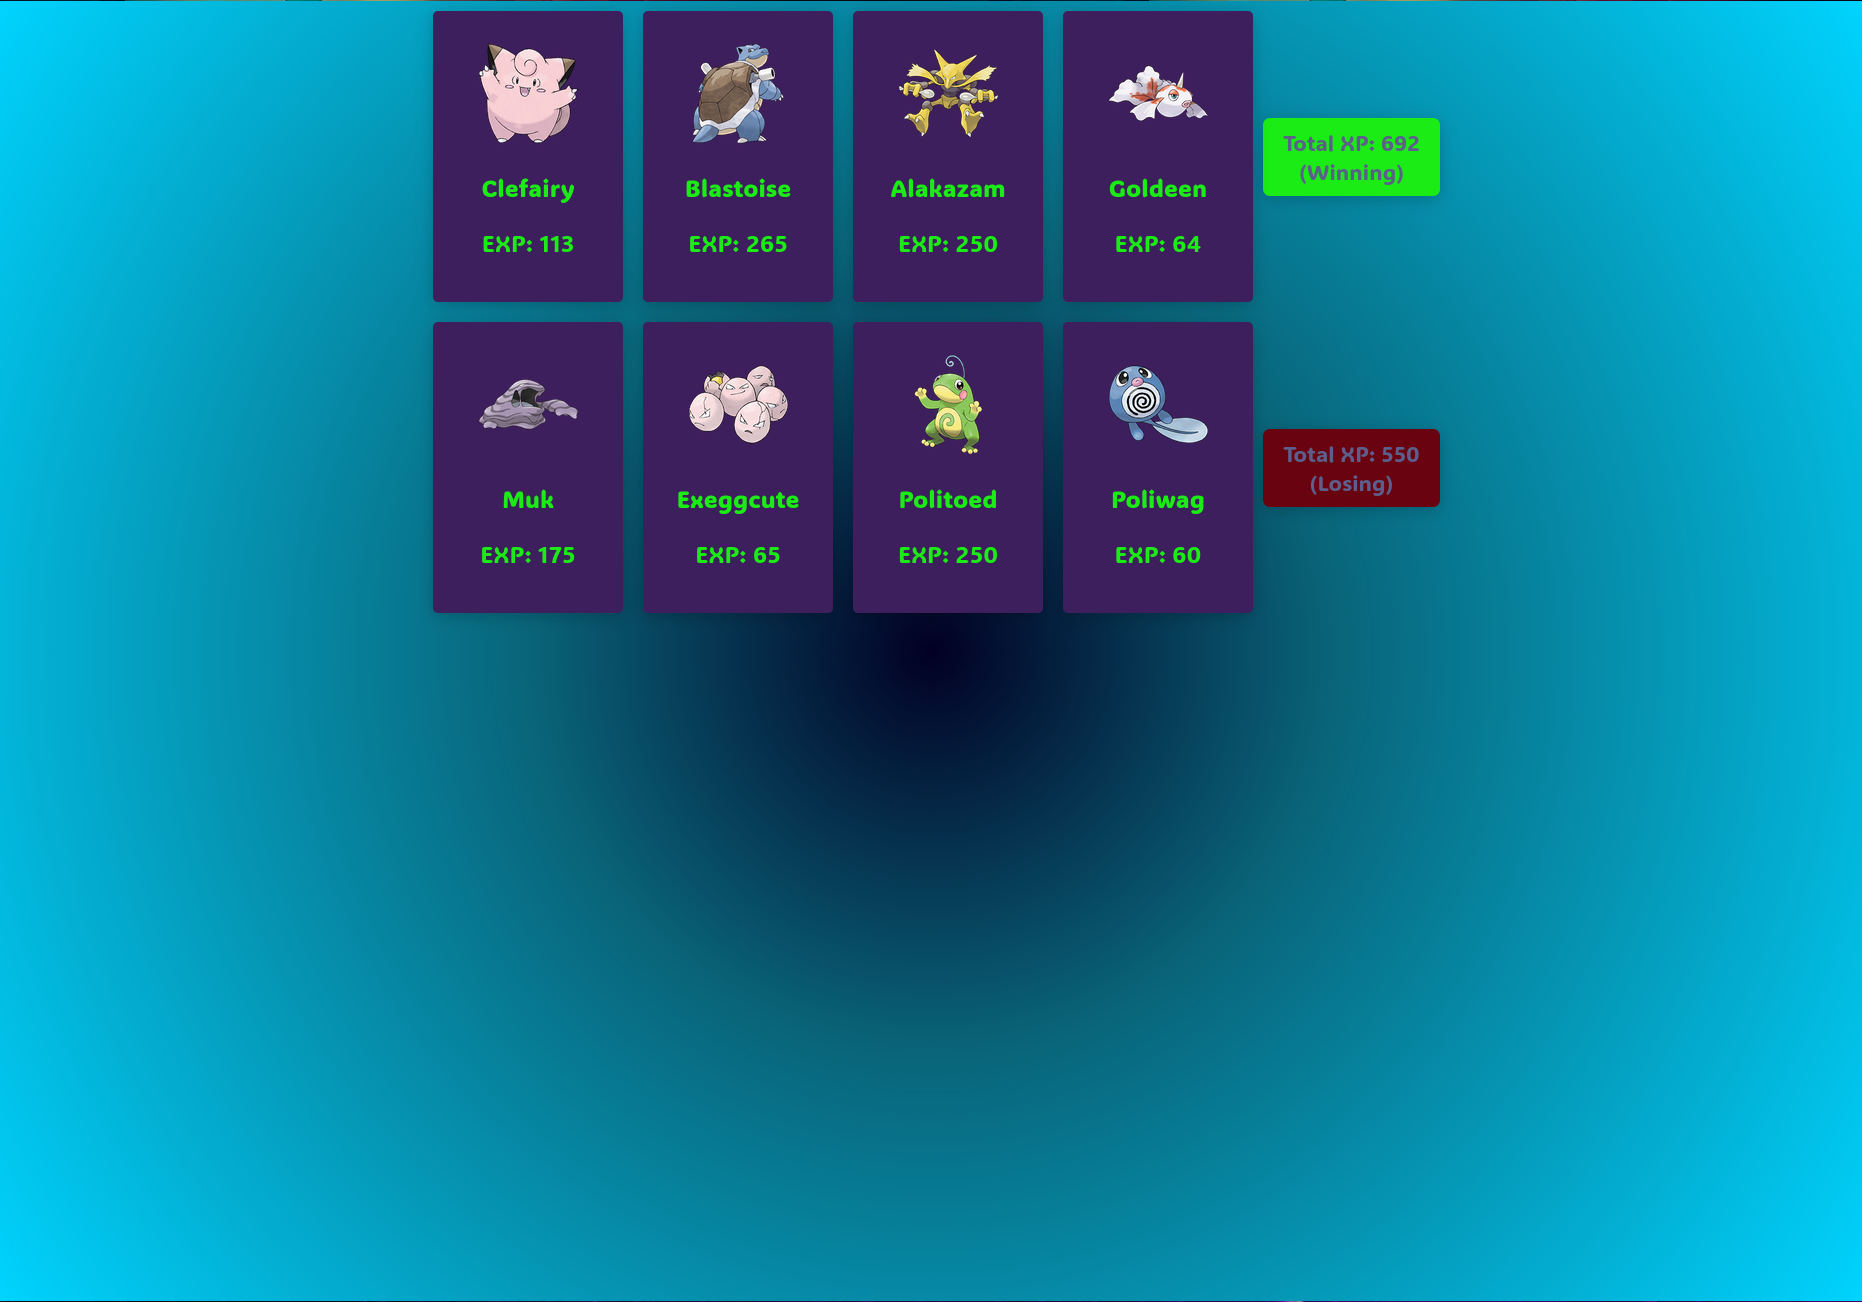 Clefairy
EXP: 113
Blastoise
EXP: 265
Alakazam
EXP: 250
Goldeen
EXP: 64
Total XP: 692
(Winning)
Muk
EXP: 175
Exeggcute
EXP: 65
Politoed
EXP: 250
Poliwag
EXP: 60
Total XP: 550
(Losing)